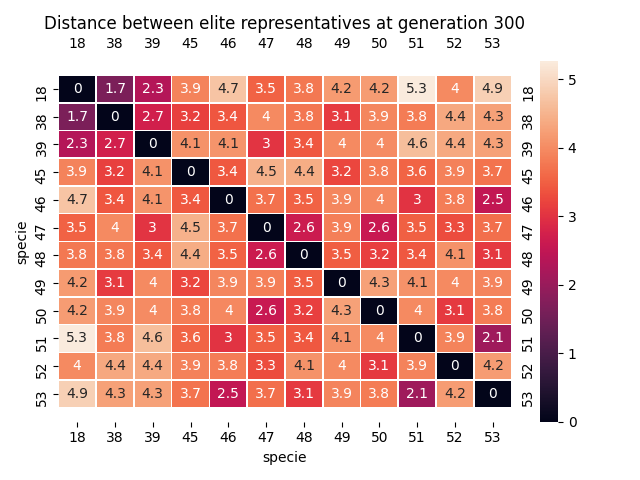 Distance between elite representatives at generation 300
18 38 39 45 46 47 48 49 50 51 52 53
18 0 1.7 2.3 3.9 4.7 3.5 3.8 4.2 4.2 5.3 4 4.9 18
38 1.7 0 2.7 3.2 3.4 4 3.8 3.1 3.9 3.8 4.4 4.3 38
39 2.3 2.7 0 4.1 4.1 3 3.4 4 4 4.6 4.4 4.3 39
45 3.9 3.2 4.1 0 3.4 4.5 4.4 3.2 3.8 3.6 3.9 3.7 45
46 4.7 3.4 4.1 3.4 0 3.7 3.5 3.9 4 3 3.8 2.5 46
47 3.5 4 3 4.5 3.7 0 2.6 3.9 2.6 3.5 3.3 3.7 47
48 3.8 3.8 3.4 4.4 3.5 2.6 0 3.5 3.2 3.4 4.1 3.1 48
49 4.2 3.1 4 3.2 3.9 3.9 3.5 0 4.3 4.1 4 3.9 49
50 4.2 3.9 4 3.8 4 2.6 3.2 4.3 0 4 3.1 3.8 50
51 5.3 3.8 4.6 3.6 3 3.5 3.4 4.1 4 0 3.9 2.1 51
52 4 4.4 4.4 3.9 3.8 3.3 4.1 4 3.1 3.9 0 4.2 52
53 4.9 4.3 4.3 3.7 2.5 3.7 3.1 3.9 3.8 2.1 4.2 0 53
18 38 39 45 46 47 48 49 50 51 52 53
specie
specie
5
4
3
2
1
0